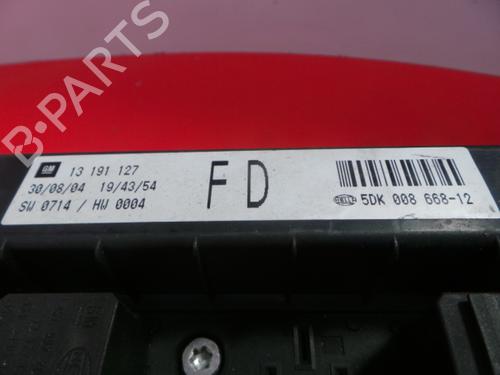 B-PARTS
GM 13 191 127
30/08/04 19/43/54
SW 0714 / HW 0004
FD
HELLA 5DK 008 668-12